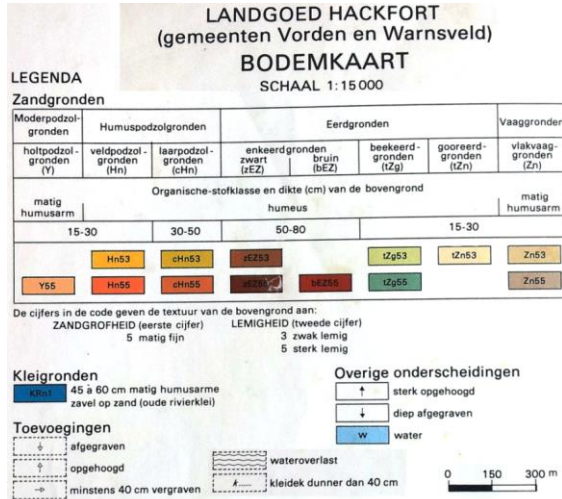 LANDGOED HACKFORT
(gemeenten Vorden en Warnsveld)
BODEMKAART
SCHAAL 1:15000
LEGENDA
Zandgronden
Moderpodzol-
gronden
Humuspodzolgronden
Eerdgronden
Vaaggronden
holtpodzol-
gronden
(Y)
veldpodzol-
gronden
(Hn)
laarpodzol-
gronden
(cHn)
enkeerdgronden
zwart
(zEZ)
bruin
(bEZ)
beekeerd-
gronden
(tZg)
gooreerd-
gronden
(tZn)
vlakvaag-
gronden
(Zn)
Organische-stofklasse en dikte (cm) van de bovengrond
matig
humusarm
humeus
matig
humusarm
15-30
30-50
50-80
15-30
Hn53
cHn53
zEZ53
tZg53
tZn53
Zn53
Y55
Hn55
cHn55
bEZ55
tZg55
Zn55
De cijfers in de code geven de textuur van de bovengrond aan:
ZANDGROFHEID (eerste cijfer)
5 matig fijn
LEMIGHEID (tweede cijfer)
3 zwak lemig
5 sterk lemig
Kleigronden
KRn1
45 à 60 cm matig humusarme
zavel op zand (oude rivierklei)
Overige onderscheidingen
sterk opgehoogd
diep afgegraven
w water
Toevoegingen
afgegraven
opgehoogd
minstens 40 cm vergraven
wateroverlast
k kleidek dunner dan 40 cm
0 150 300 m